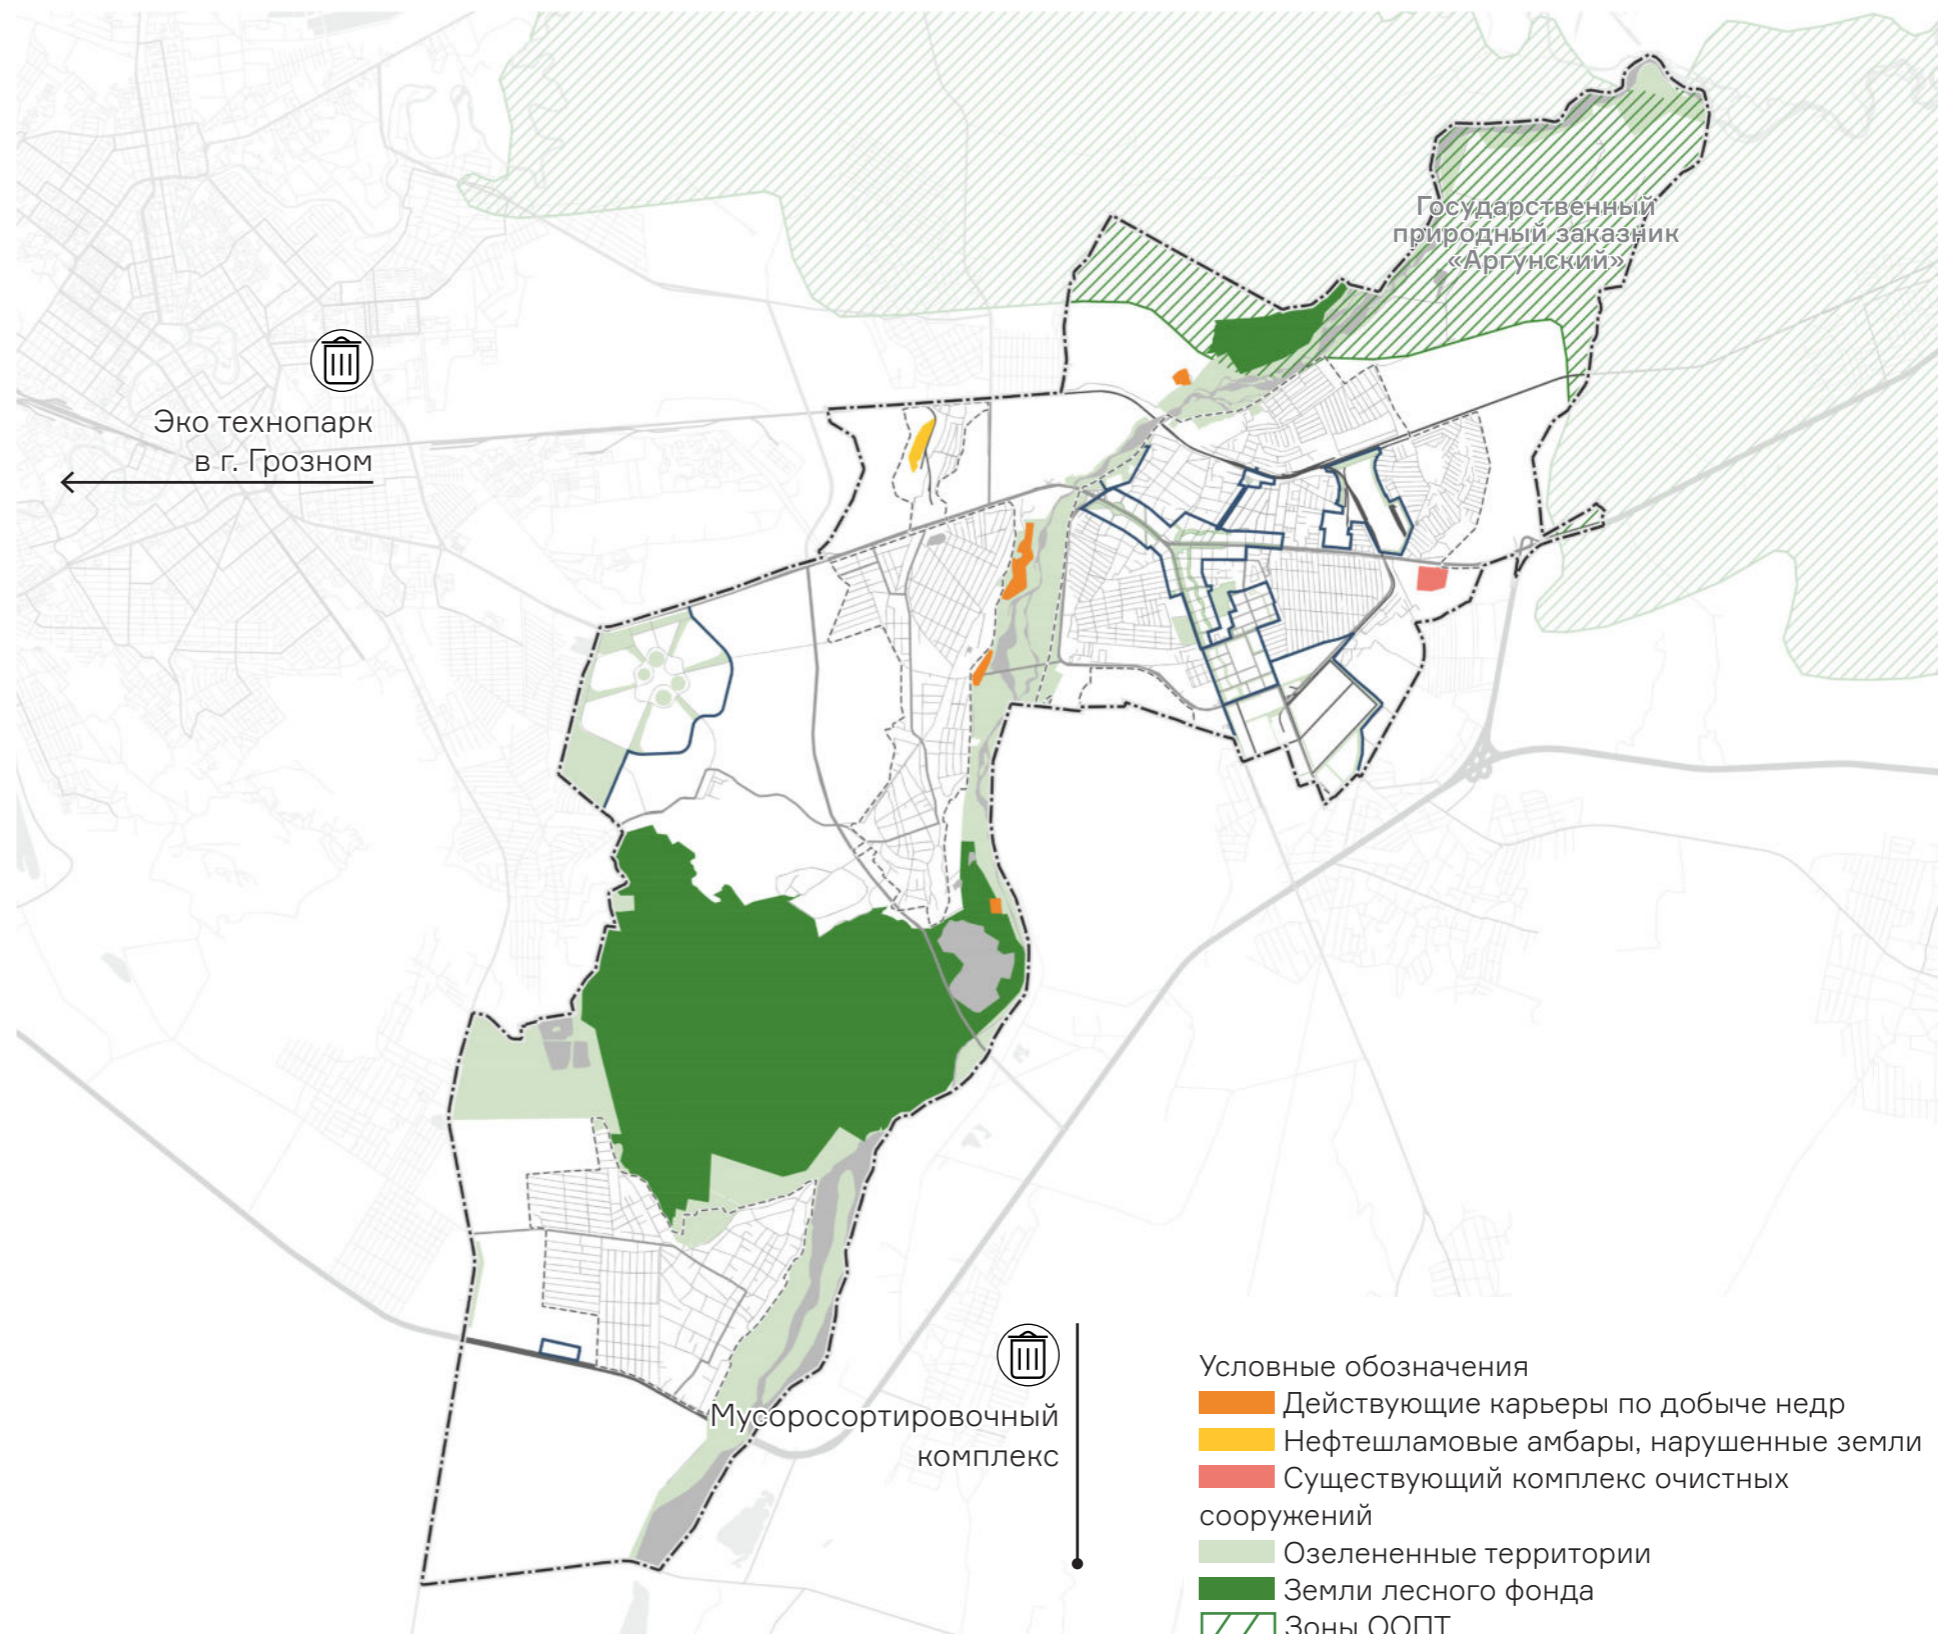 Государственный
природный заказник
«Аргунский»
Эко технопарк
в г. Грозном
Мусоросортировочный
комплекс
Условные обозначения
Действующие карьеры по добыче недр
Нефтешламовые амбары, нарушенные земли
Существующий комплекс очистных
сооружений
Озелененные территории
Земли лесного фонда
Зоны ООПТ